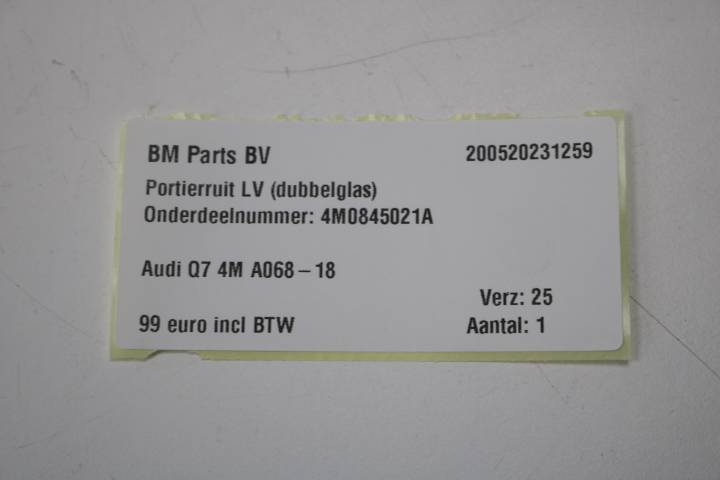 BM Parts BV 200520231259
Portierruit LV (dubbelglas)
Onderdeelnummer: 4M0845021A
Audi Q7 4M A068-18
Verz: 25
99 euro incl BTW Aantal: 1